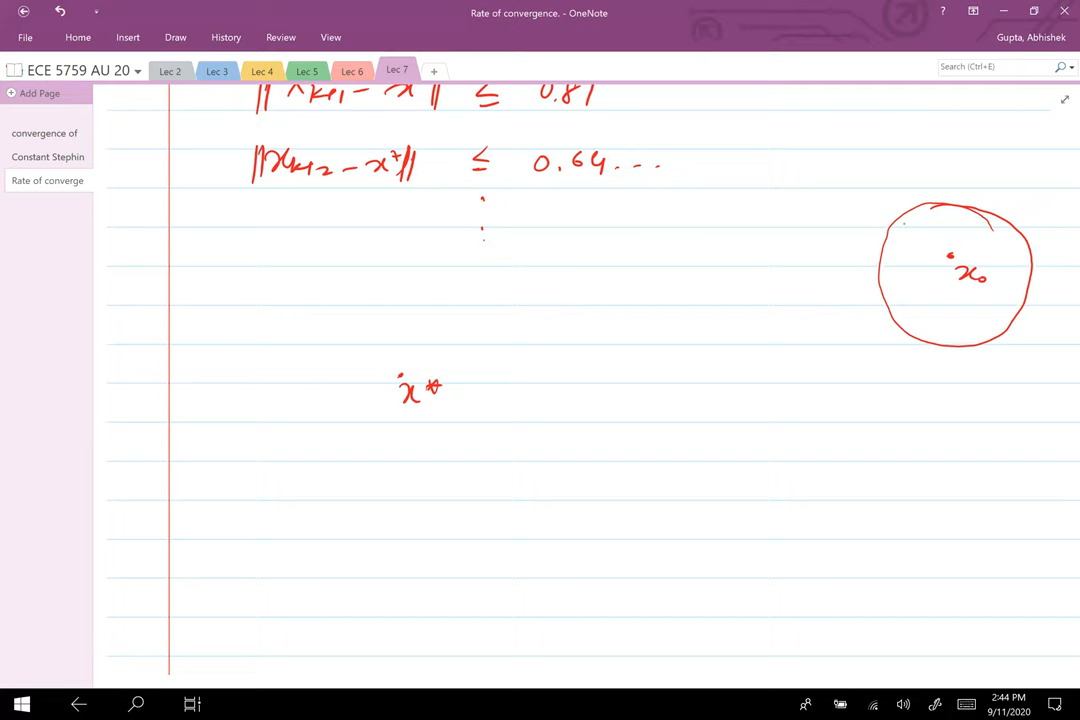 Rate of convergence. - OneNote
?
File Home Insert Draw History Review View
Gupta, Abhishek
ECE 5759 AU 20
Lec 2 Lec 3 Lec 4 Lec 5 Lec 6 Lec 7 +
Search (Ctrl+E)
Add Page
convergence of
Constant Stephin
Rate of converge
||x_{k+1} - x*|| ≤ 0.81
||x_{k+2} - x*|| ≤ 0.64...
⋮
x₀
x*
2:44 PM
9/11/2020